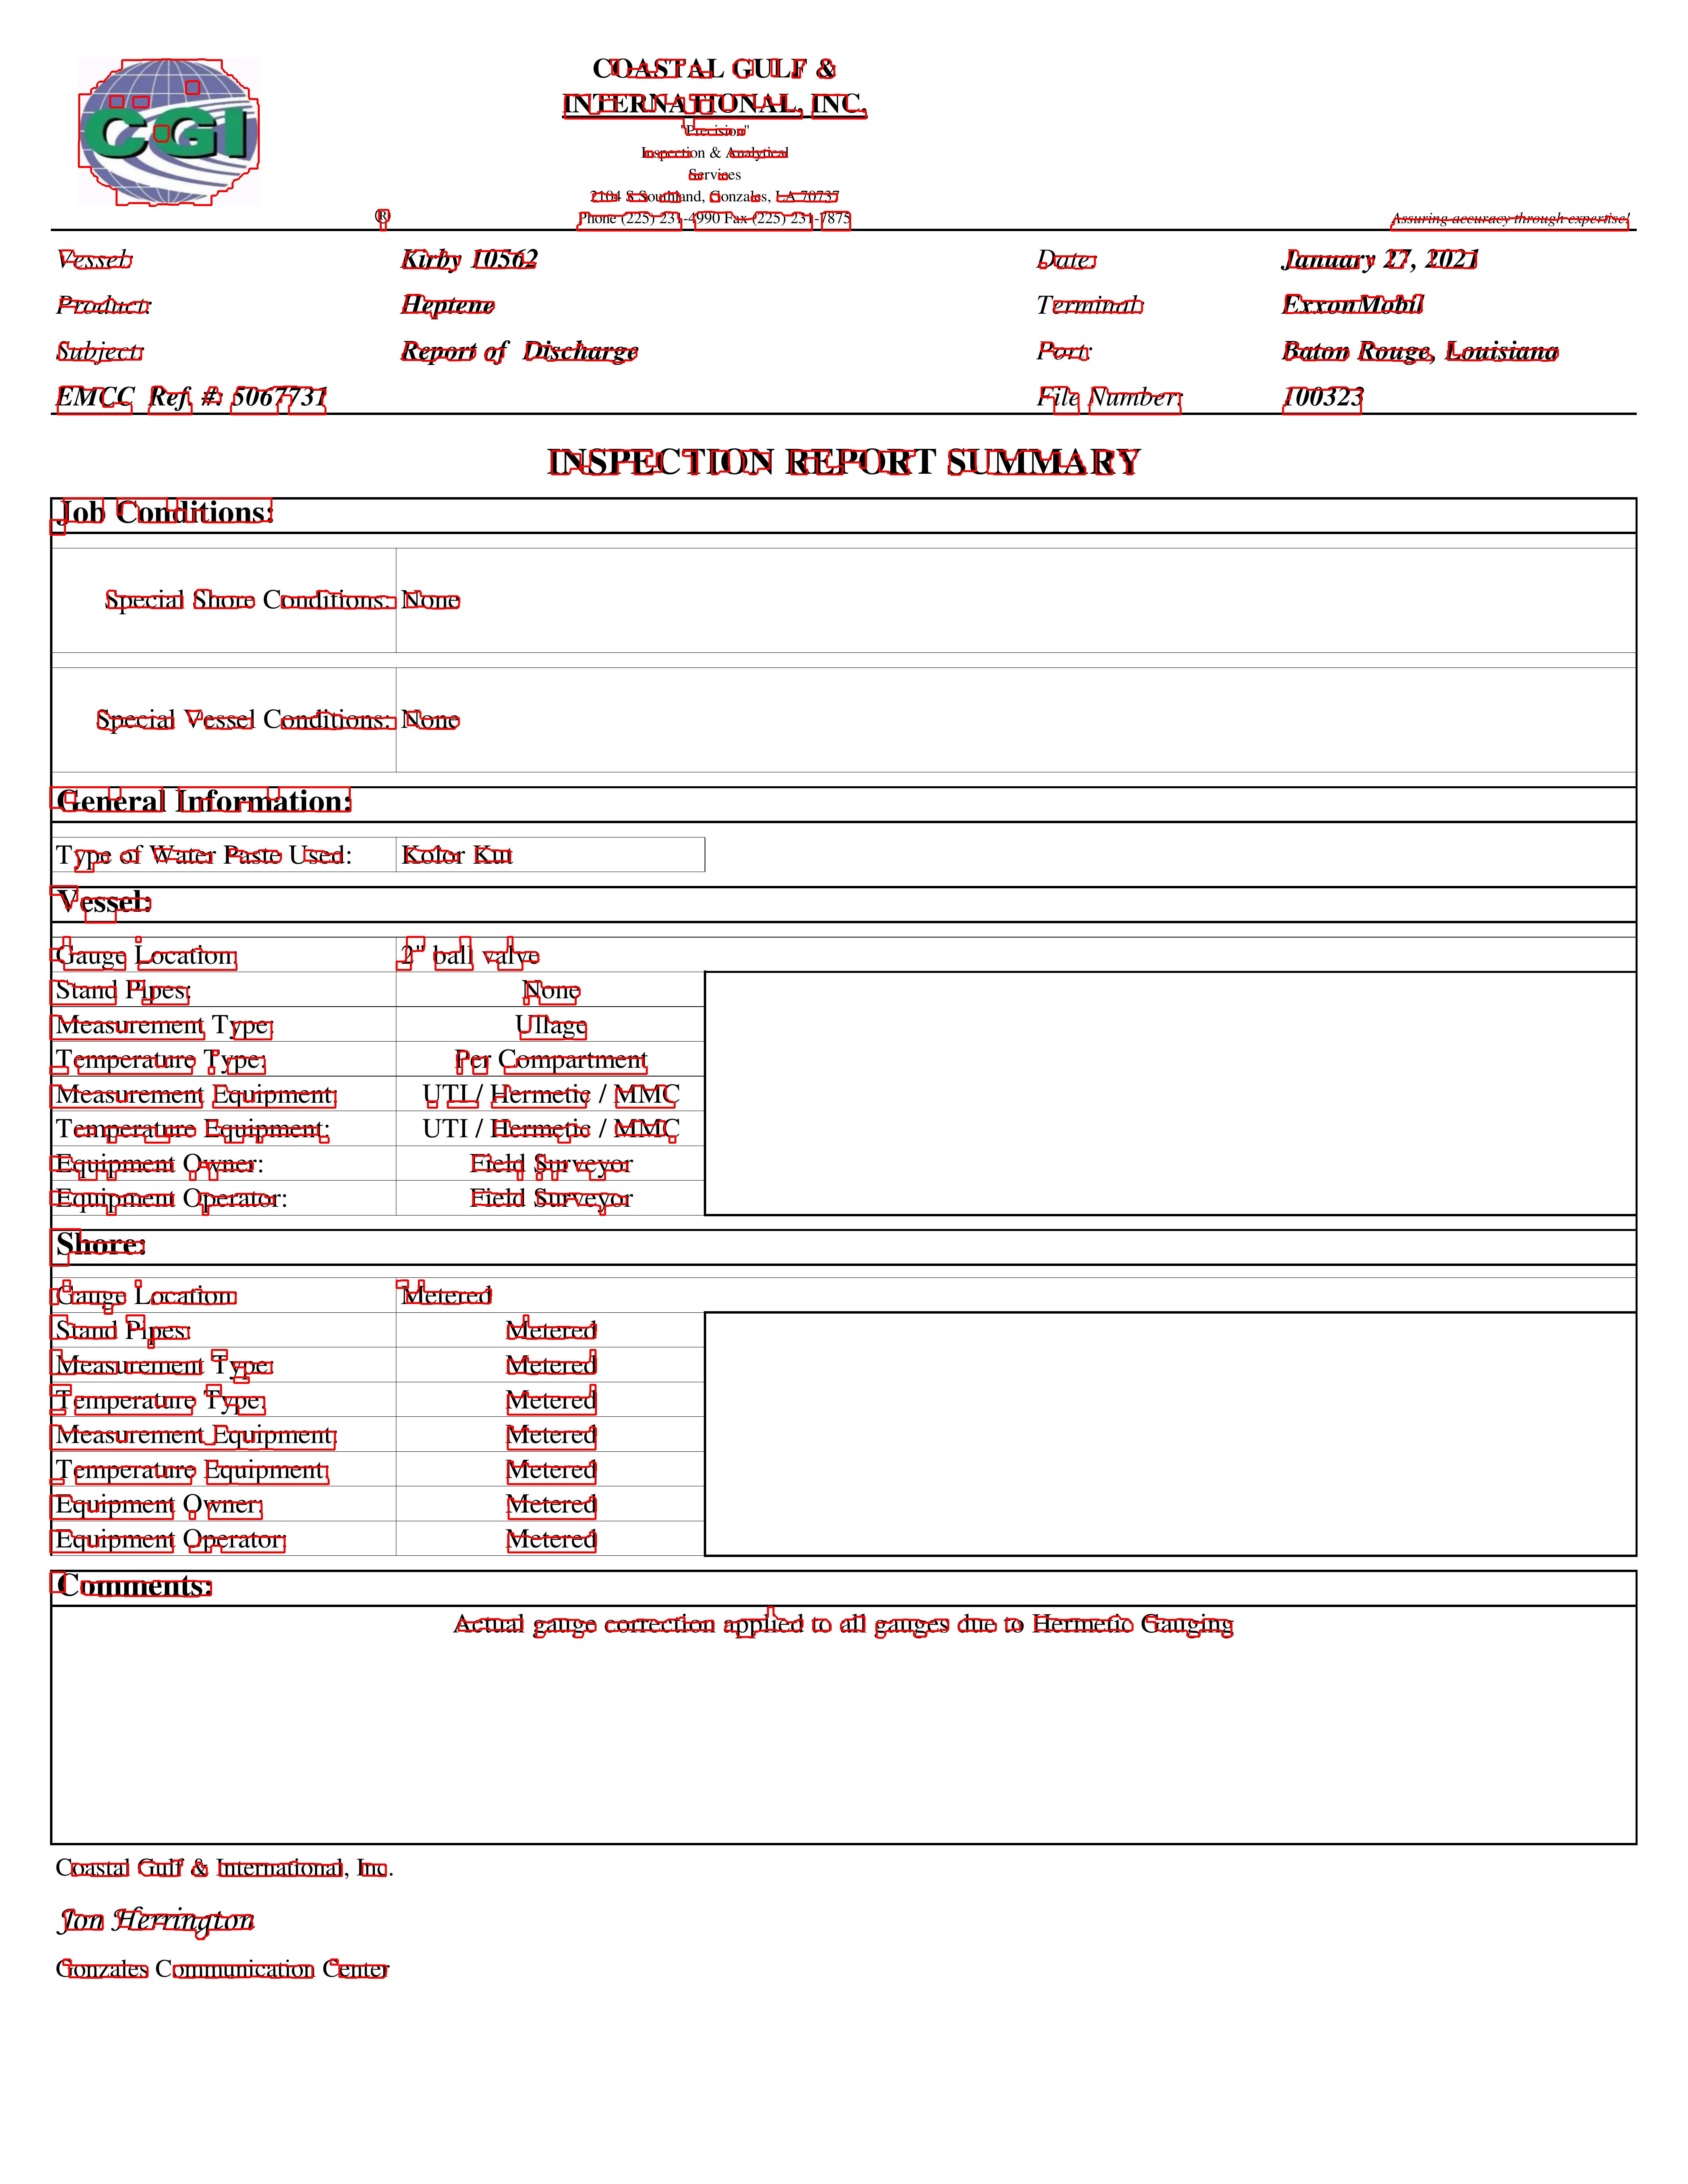 CGI
®
COASTAL GULF &
INTERNATIONAL, INC.
"Precision"
Inspection & Analytical
Services
2104 S Southland, Gonzales, LA 70737
Phone (225) 231-4990 Fax (225) 231-7875
Assuring accuracy through expertise!
Vessel: Kirby 10562 Date: January 27, 2021
Product: Heptene Terminal: ExxonMobil
Subject: Report of Discharge Port: Baton Rouge, Louisiana
EMCC Ref. #: 5067731 File Number: 100323
INSPECTION REPORT SUMMARY
Job Conditions:
Special Shore Conditions: None
Special Vessel Conditions: None
General Information:
Type of Water Paste Used: Kolor Kut
Vessel:
Gauge Location: 2" ball valve
Stand Pipes: None
Measurement Type: Ullage
Temperature Type: Per Compartment
Measurement Equipment: UTI / Hermetic / MMC
Temperature Equipment: UTI / Hermetic / MMC
Equipment Owner: Field Surveyor
Equipment Operator: Field Surveyor
Shore:
Gauge Location: Metered
Stand Pipes: Metered
Measurement Type: Metered
Temperature Type: Metered
Measurement Equipment: Metered
Temperature Equipment: Metered
Equipment Owner: Metered
Equipment Operator: Metered
Comments:
Actual gauge correction applied to all gauges due to Hermetic Gauging
Coastal Gulf & International, Inc.
Jon Herrington
Gonzales Communication Center